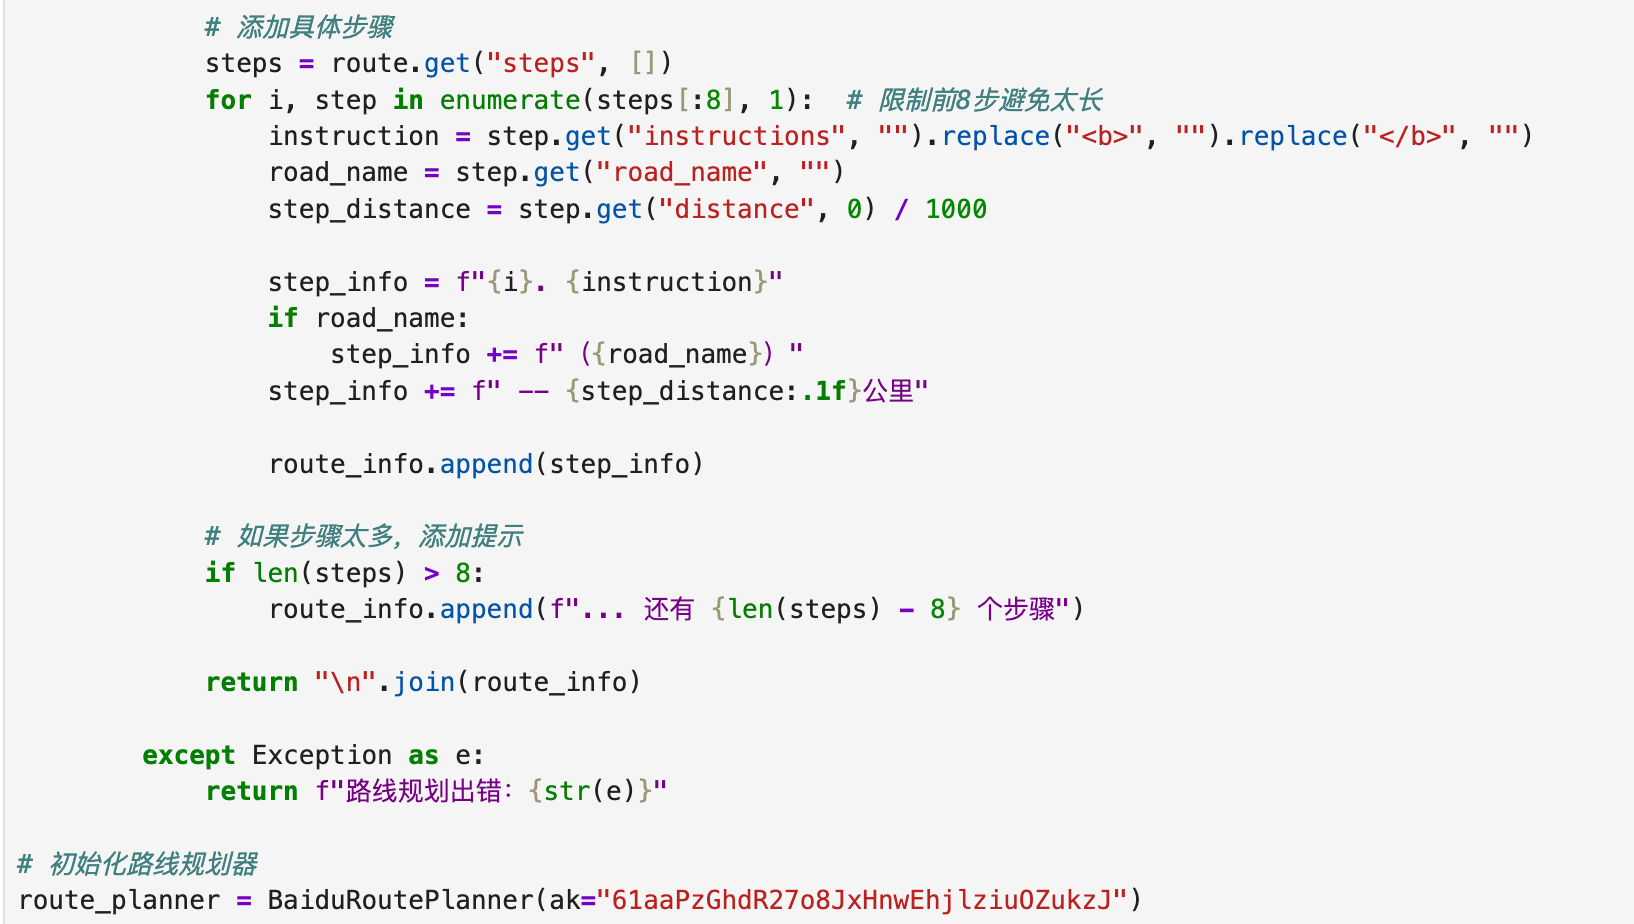 # 添加具体步骤
steps = route.get("steps", [])
for i, step in enumerate(steps[:8], 1):  # 限制前8步避免太长
    instruction = step.get("instructions", "").replace("<b>", "").replace("</b>", "")
    road_name = step.get("road_name", "")
    step_distance = step.get("distance", 0) / 1000
    step_info = f"{i}. {instruction}"
    if road_name:
        step_info += f"（{road_name}）"
    step_info += f" -- {step_distance:.1f}公里"
    route_info.append(step_info)
# 如果步骤太多，添加提示
if len(steps) > 8:
    route_info.append(f"... 还有 {len(steps) - 8} 个步骤")
return "\n".join(route_info)
except Exception as e:
    return f"路线规划出错：{str(e)}"
# 初始化路线规划器
route_planner = BaiduRoutePlanner(ak="61aaPzGhdR27o8JxHnwEhjlziuOZukzJ")